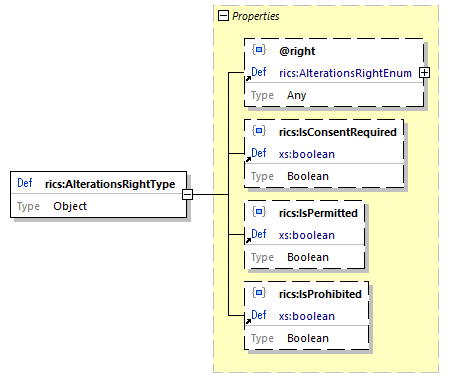 Properties
@right
Def rics:AlterationsRightEnum
Type Any
rics:IsConsentRequired
Def xs:boolean
Type Boolean
Def rics:AlterationsRightType
Type Object
rics:IsPermitted
Def xs:boolean
Type Boolean
rics:IsProhibited
Def xs:boolean
Type Boolean